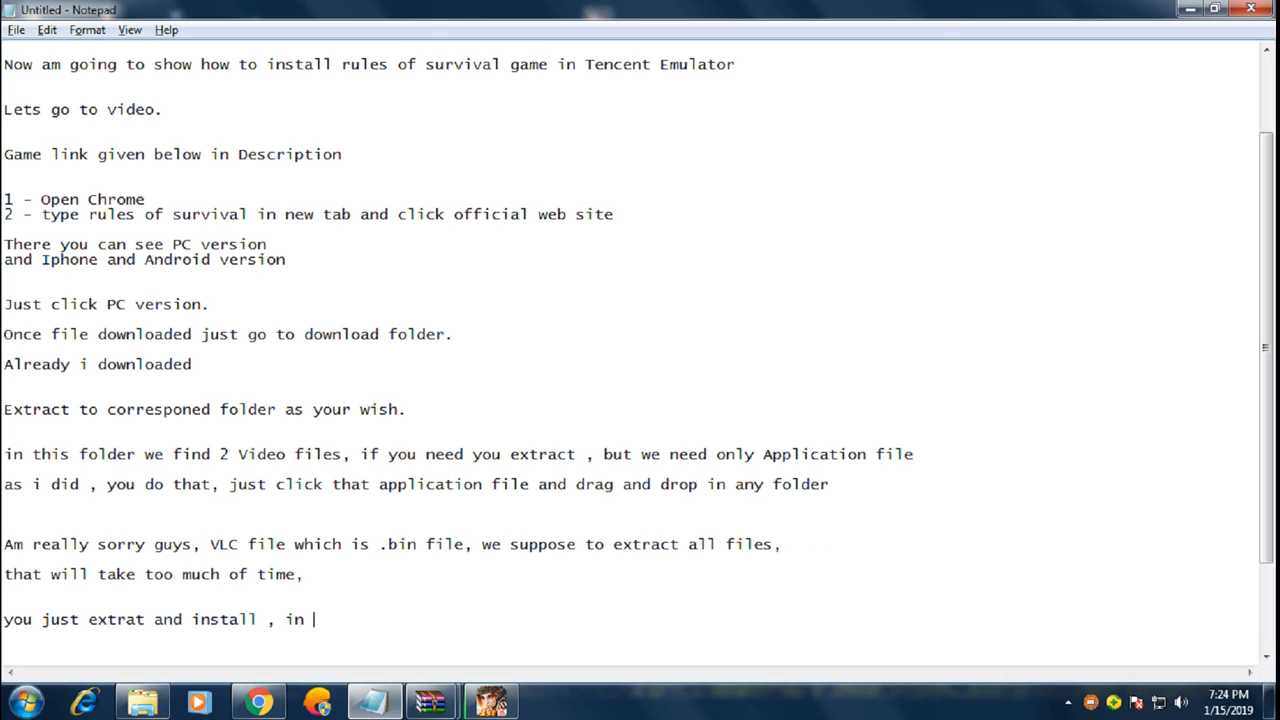 Untitled - Notepad
File Edit Format View Help
Now am going to show how to install rules of survival game in Tencent Emulator
Lets go to video.
Game link given below in Description
1 - Open Chrome
2 - type rules of survival in new tab and click official web site
There you can see PC version
and Iphone and Android version
Just click PC version.
Once file downloaded just go to download folder.
Already i downloaded
Extract to corresponed folder as your wish.
in this folder we find 2 Video files, if you need you extract , but we need only Application file
as i did , you do that, just click that application file and drag and drop in any folder
Am really sorry guys, VLC file which is .bin file, we suppose to extract all files,
that will take too much of time,
you just extrat and install , in
7:24 PM
1/15/2019